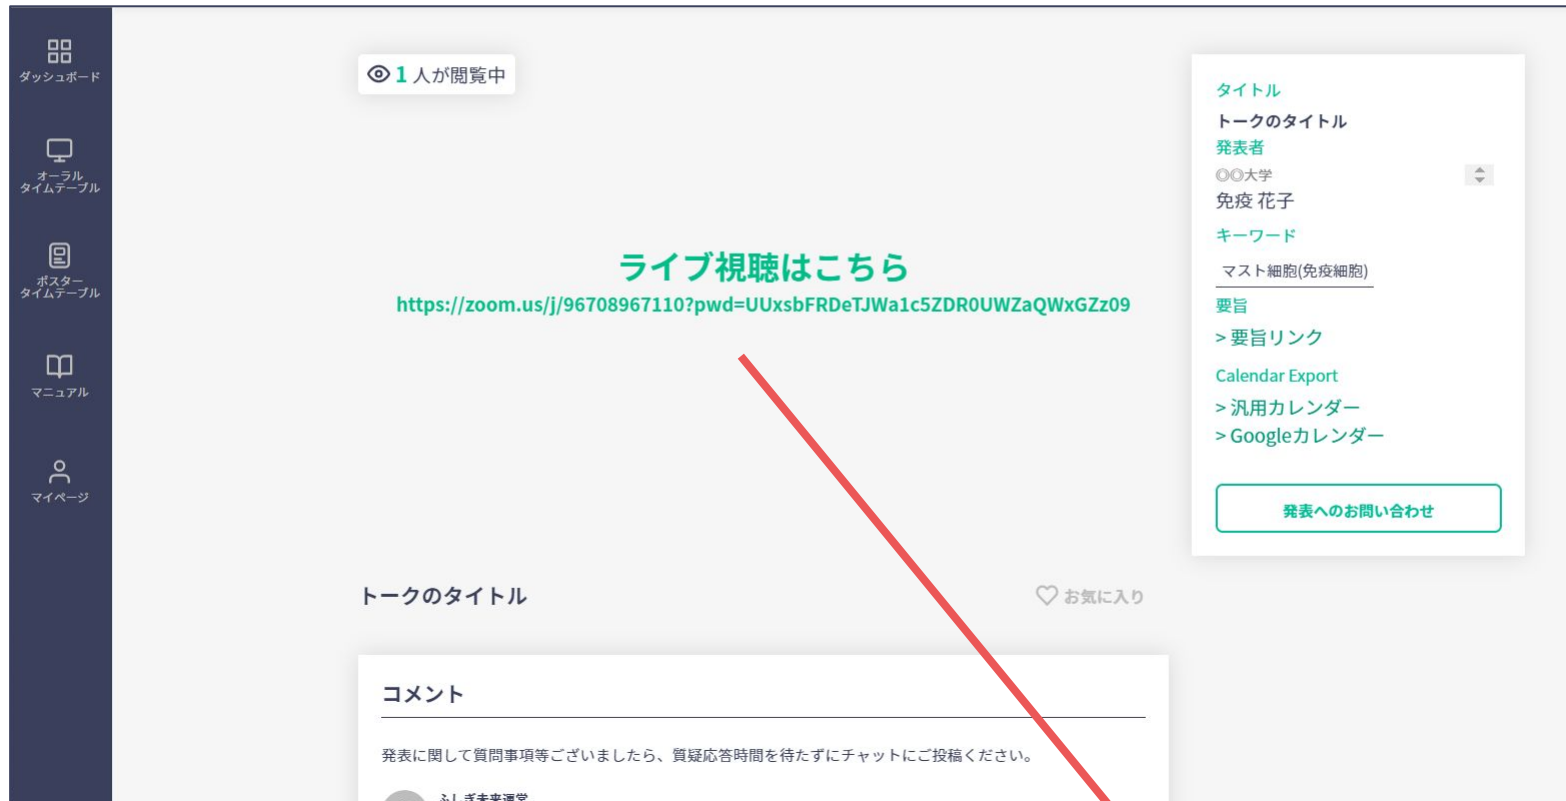 ダッシュボード
オーラル
タイムテーブル
ポスター
タイムテーブル
マニュアル
マイページ
1 人が閲覧中
ライブ視聴はこちら
https://zoom.us/j/96708967110?pwd=UUxsbFRDeTJWa1c5ZDR0UWZaQWxGZz09
トークのタイトル
お気に入り
コメント
発表に関して質問事項等ございましたら、質疑応答時間を待たずにチャットにご投稿ください。
ふしぎ未来運営
タイトル
トークのタイトル
発表者
◎◎大学
免疫 花子
キーワード
マスト細胞(免疫細胞)
要旨
> 要旨リンク
Calendar Export
> 汎用カレンダー
> Googleカレンダー
発表へのお問い合わせ